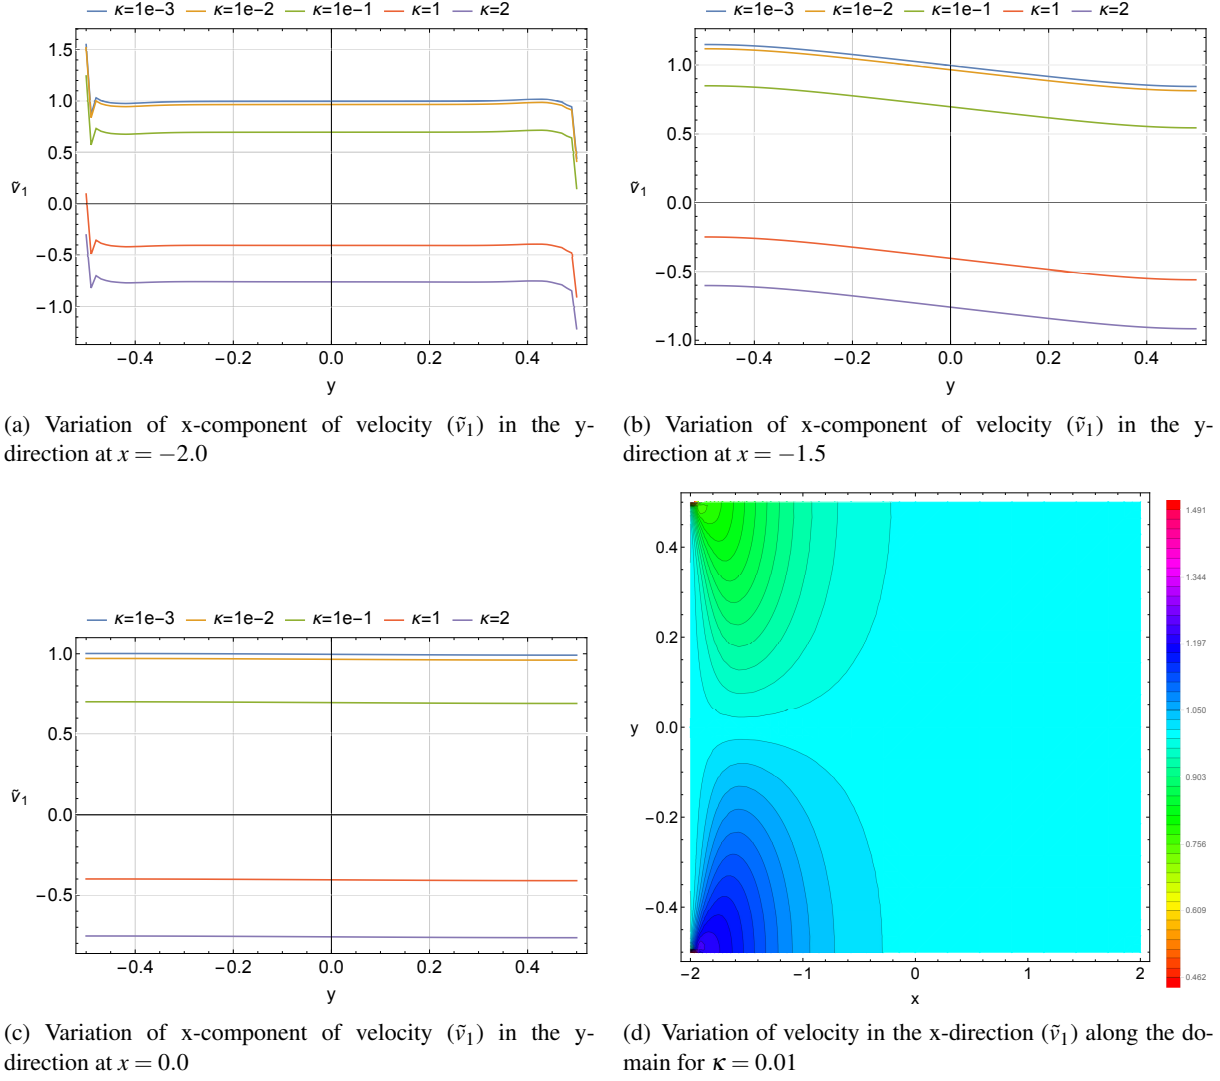 κ=1e-3 κ=1e-2 κ=1e-1 κ=1 κ=2
1.5
1.0
0.5
0.0
−0.5
−1.0
ṽ1
−0.4 −0.2 0.0 0.2 0.4
y
(a) Variation of x-component of velocity (ṽ1) in the y-
direction at x = −2.0
κ=1e-3 κ=1e-2 κ=1e-1 κ=1 κ=2
1.0
0.5
0.0
−0.5
−1.0
ṽ1
−0.4 −0.2 0.0 0.2 0.4
y
(b) Variation of x-component of velocity (ṽ1) in the y-
direction at x = −1.5
κ=1e-3 κ=1e-2 κ=1e-1 κ=1 κ=2
1.0
0.5
0.0
−0.5
ṽ1
−0.4 −0.2 0.0 0.2 0.4
y
(c) Variation of x-component of velocity (ṽ1) in the y-
direction at x = 0.0
0.4
0.2
0.0
−0.2
−0.4
y
−2 −1 0 1 2
x
1.491
1.344
1.197
1.050
0.903
0.756
0.609
0.462
(d) Variation of velocity in the x-direction (ṽ1) along the do-
main for κ = 0.01